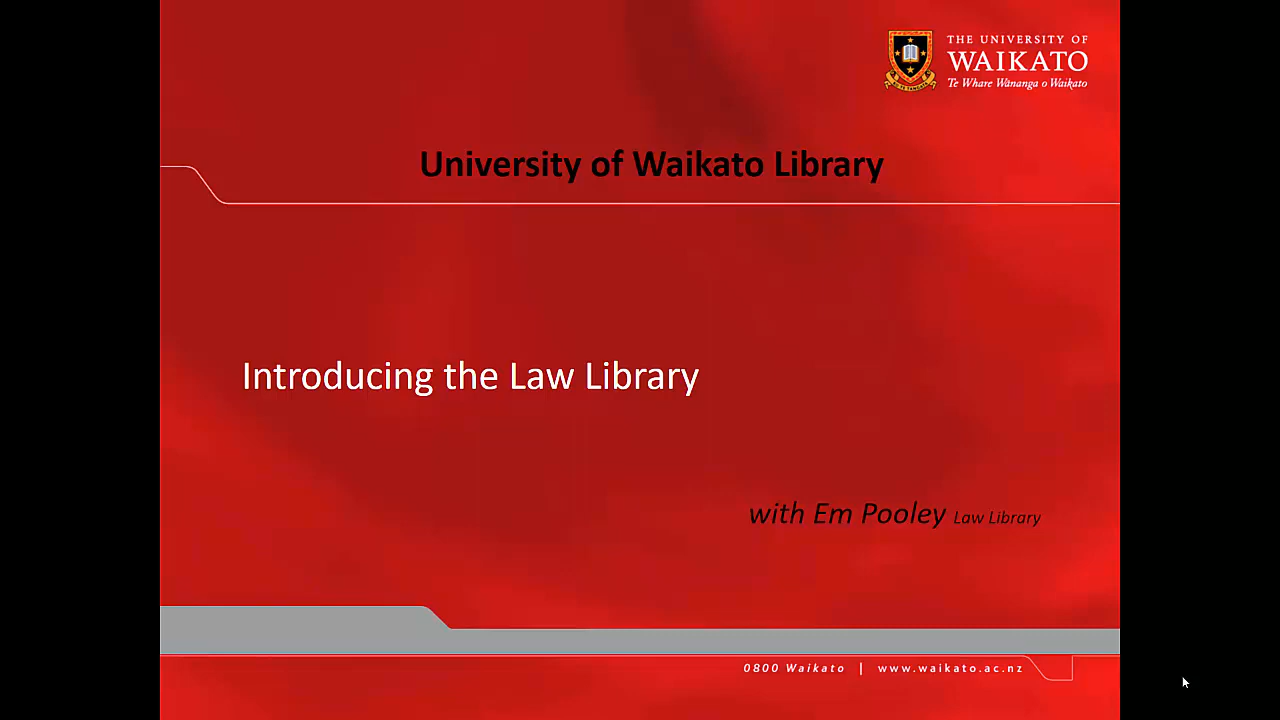 THE UNIVERSITY OF
WAIKATO
Te Whare Wānanga o Waikato
University of Waikato Library
Introducing the Law Library
with Em Pooley Law Library
0800 Waikato | www.waikato.ac.nz